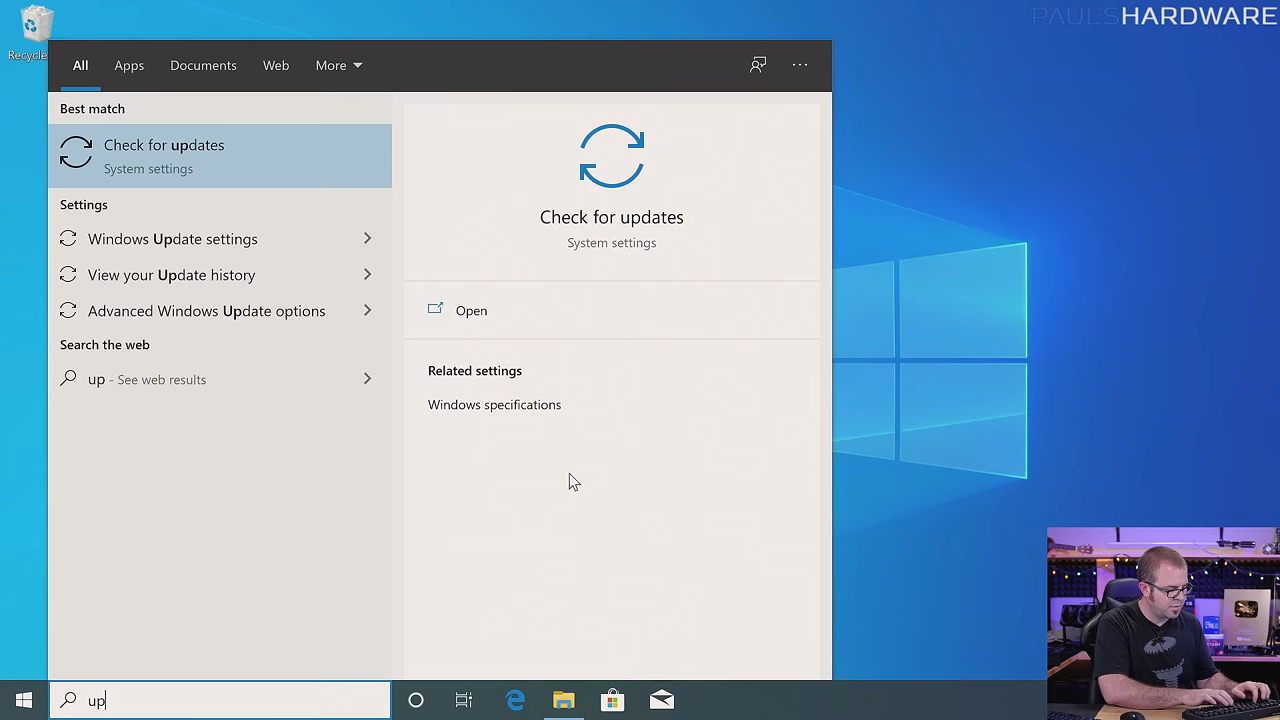 PAUL'SHARDWARE
Recycle
All
Apps
Documents
Web
More
Best match
Check for updates
System settings
Settings
Windows Update settings
View your Update history
Advanced Windows Update options
Search the web
up - See web results
Check for updates
System settings
Open
Related settings
Windows specifications
up